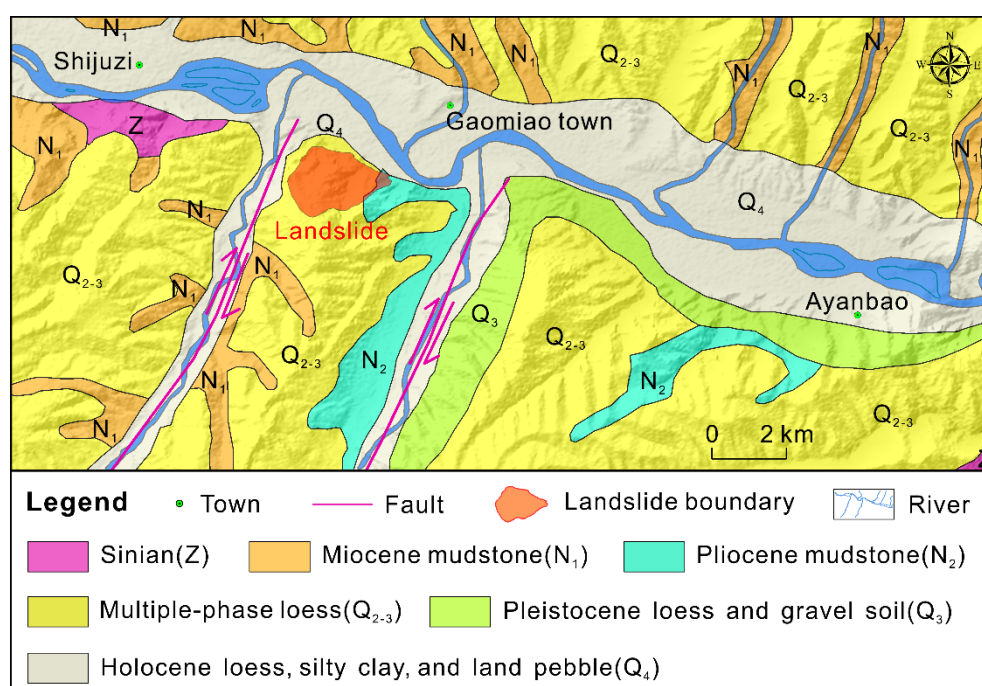 N₁
N₁
N₁
Shijuzi
Q₂₋₃
N
W E
S
N₁
Q₂₋₃
Z
Q₄
Gaomiao town
N₁
Q₂₋₃
N₁
Q₄
Landslide
N₁
Q₂₋₃
N₁
N₁
Q₃
Ayanbao
Q₂₋₃
N₂
Q₂₋₃
N₁
N₂
Q₂₋₃
N₁
0 2 km
Legend Town Fault Landslide boundary River
Sinian(Z) Miocene mudstone(N₁) Pliocene mudstone(N₂)
Multiple-phase loess(Q₂₋₃) Pleistocene loess and gravel soil(Q₃)
Holocene loess, silty clay, and land pebble(Q₄)